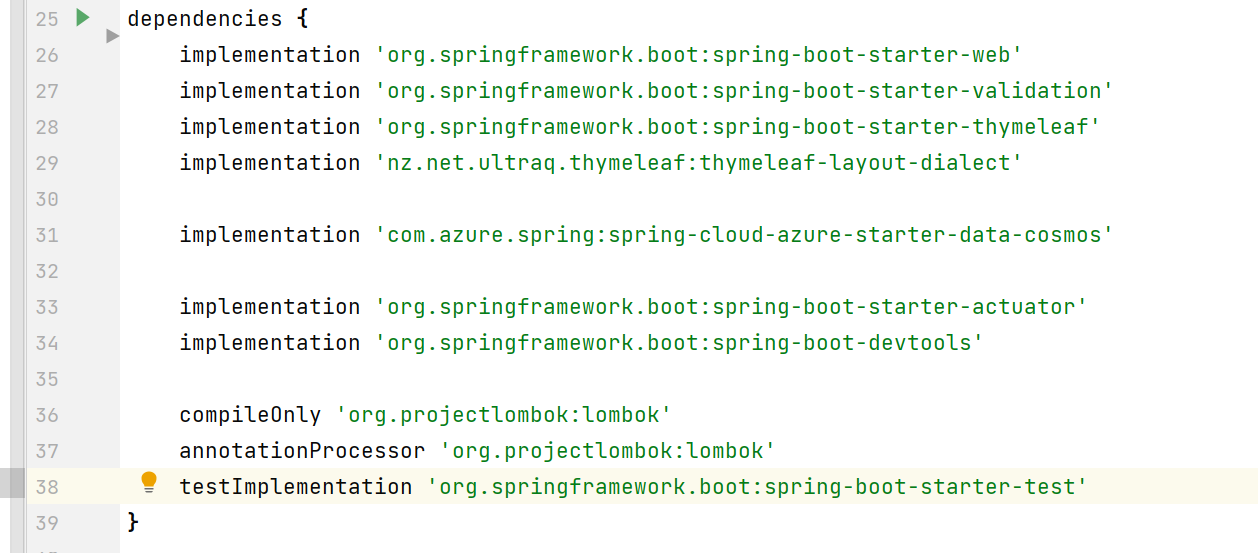 25 dependencies {
26 implementation 'org.springframework.boot:spring-boot-starter-web'
27 implementation 'org.springframework.boot:spring-boot-starter-validation'
28 implementation 'org.springframework.boot:spring-boot-starter-thymeleaf'
29 implementation 'nz.net.ultraq.thymeleaf:thymeleaf-layout-dialect'
30
31 implementation 'com.azure.spring:spring-cloud-azure-starter-data-cosmos'
32
33 implementation 'org.springframework.boot:spring-boot-starter-actuator'
34 implementation 'org.springframework.boot:spring-boot-devtools'
35
36 compileOnly 'org.projectlombok:lombok'
37 annotationProcessor 'org.projectlombok:lombok'
38 testImplementation 'org.springframework.boot:spring-boot-starter-test'
39 }